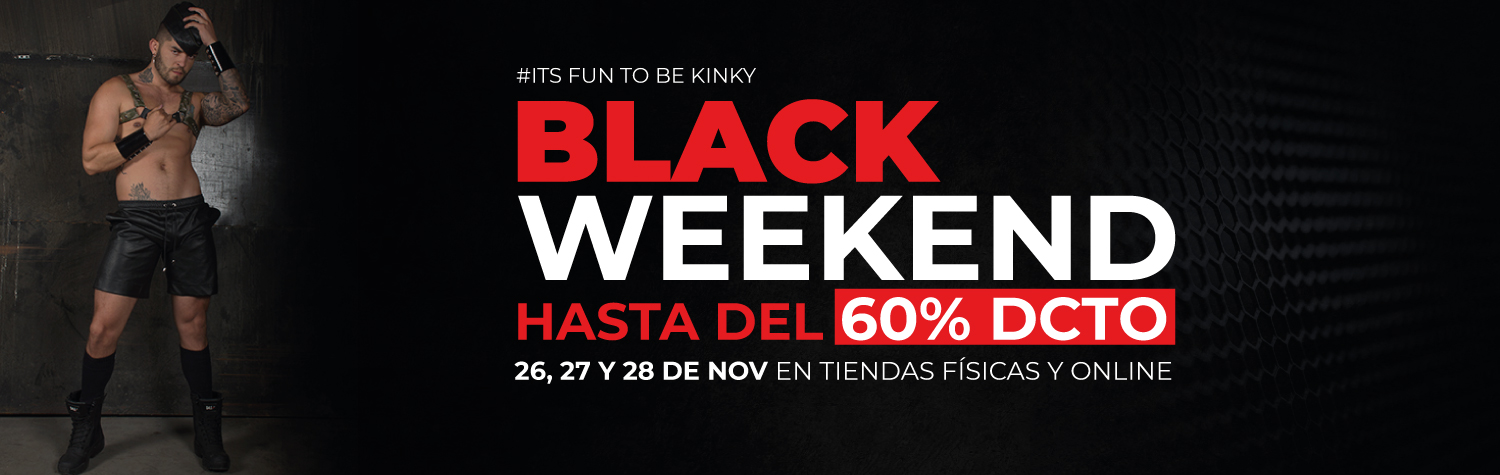 #ITS FUN TO BE KINKY
BLACK
WEEKEND
HASTA DEL 60% DCTO
26, 27 Y 28 DE NOV EN TIENDAS FÍSICAS Y ONLINE